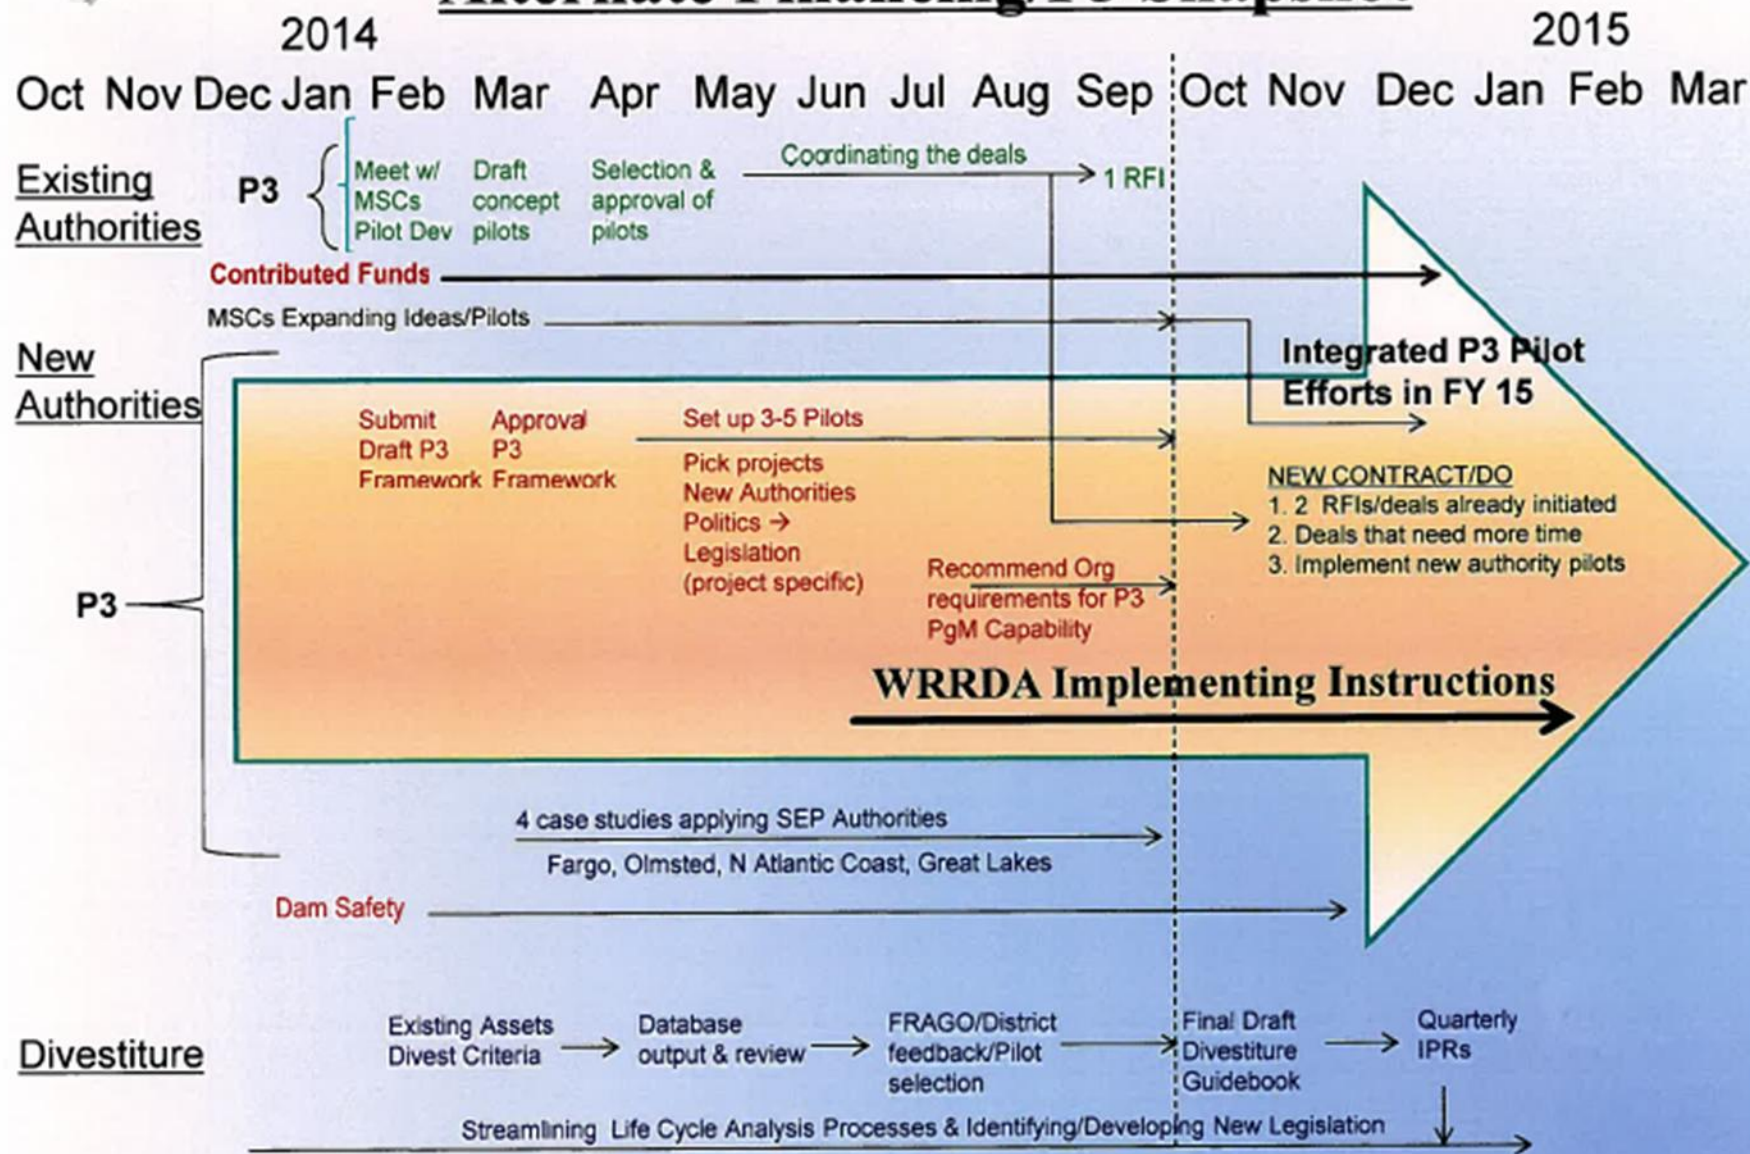 Alternate Financing/P3 Snapshot
2014
2015
Oct Nov Dec Jan Feb Mar Apr May Jun Jul Aug Sep Oct Nov Dec Jan Feb Mar
Existing
Authorities
P3
Meet w/
MSCs
Pilot Dev
Draft
concept
pilots
Selection &
approval of
pilots
Coordinating the deals
1 RFI
Contributed Funds
MSCs Expanding Ideas/Pilots
New
Authorities
Integrated P3 Pilot
Efforts in FY 15
Submit
Draft P3
Framework
Approval
P3
Framework
Set up 3-5 Pilots
Pick projects
New Authorities
Politics →
Legislation
(project specific)
NEW CONTRACT/DO
1. 2 RFIs/deals already initiated
2. Deals that need more time
3. Implement new authority pilots
Recommend Org
requirements for P3
PgM Capability
P3
WRRDA Implementing Instructions
4 case studies applying SEP Authorities
Fargo, Olmsted, N Atlantic Coast, Great Lakes
Dam Safety
Divestiture
Existing Assets
Divest Criteria
Database
output & review
FRAGO/District
feedback/Pilot
selection
Final Draft
Divestiture
Guidebook
Quarterly
IPRs
Streamlining Life Cycle Analysis Processes & Identifying/Developing New Legislation